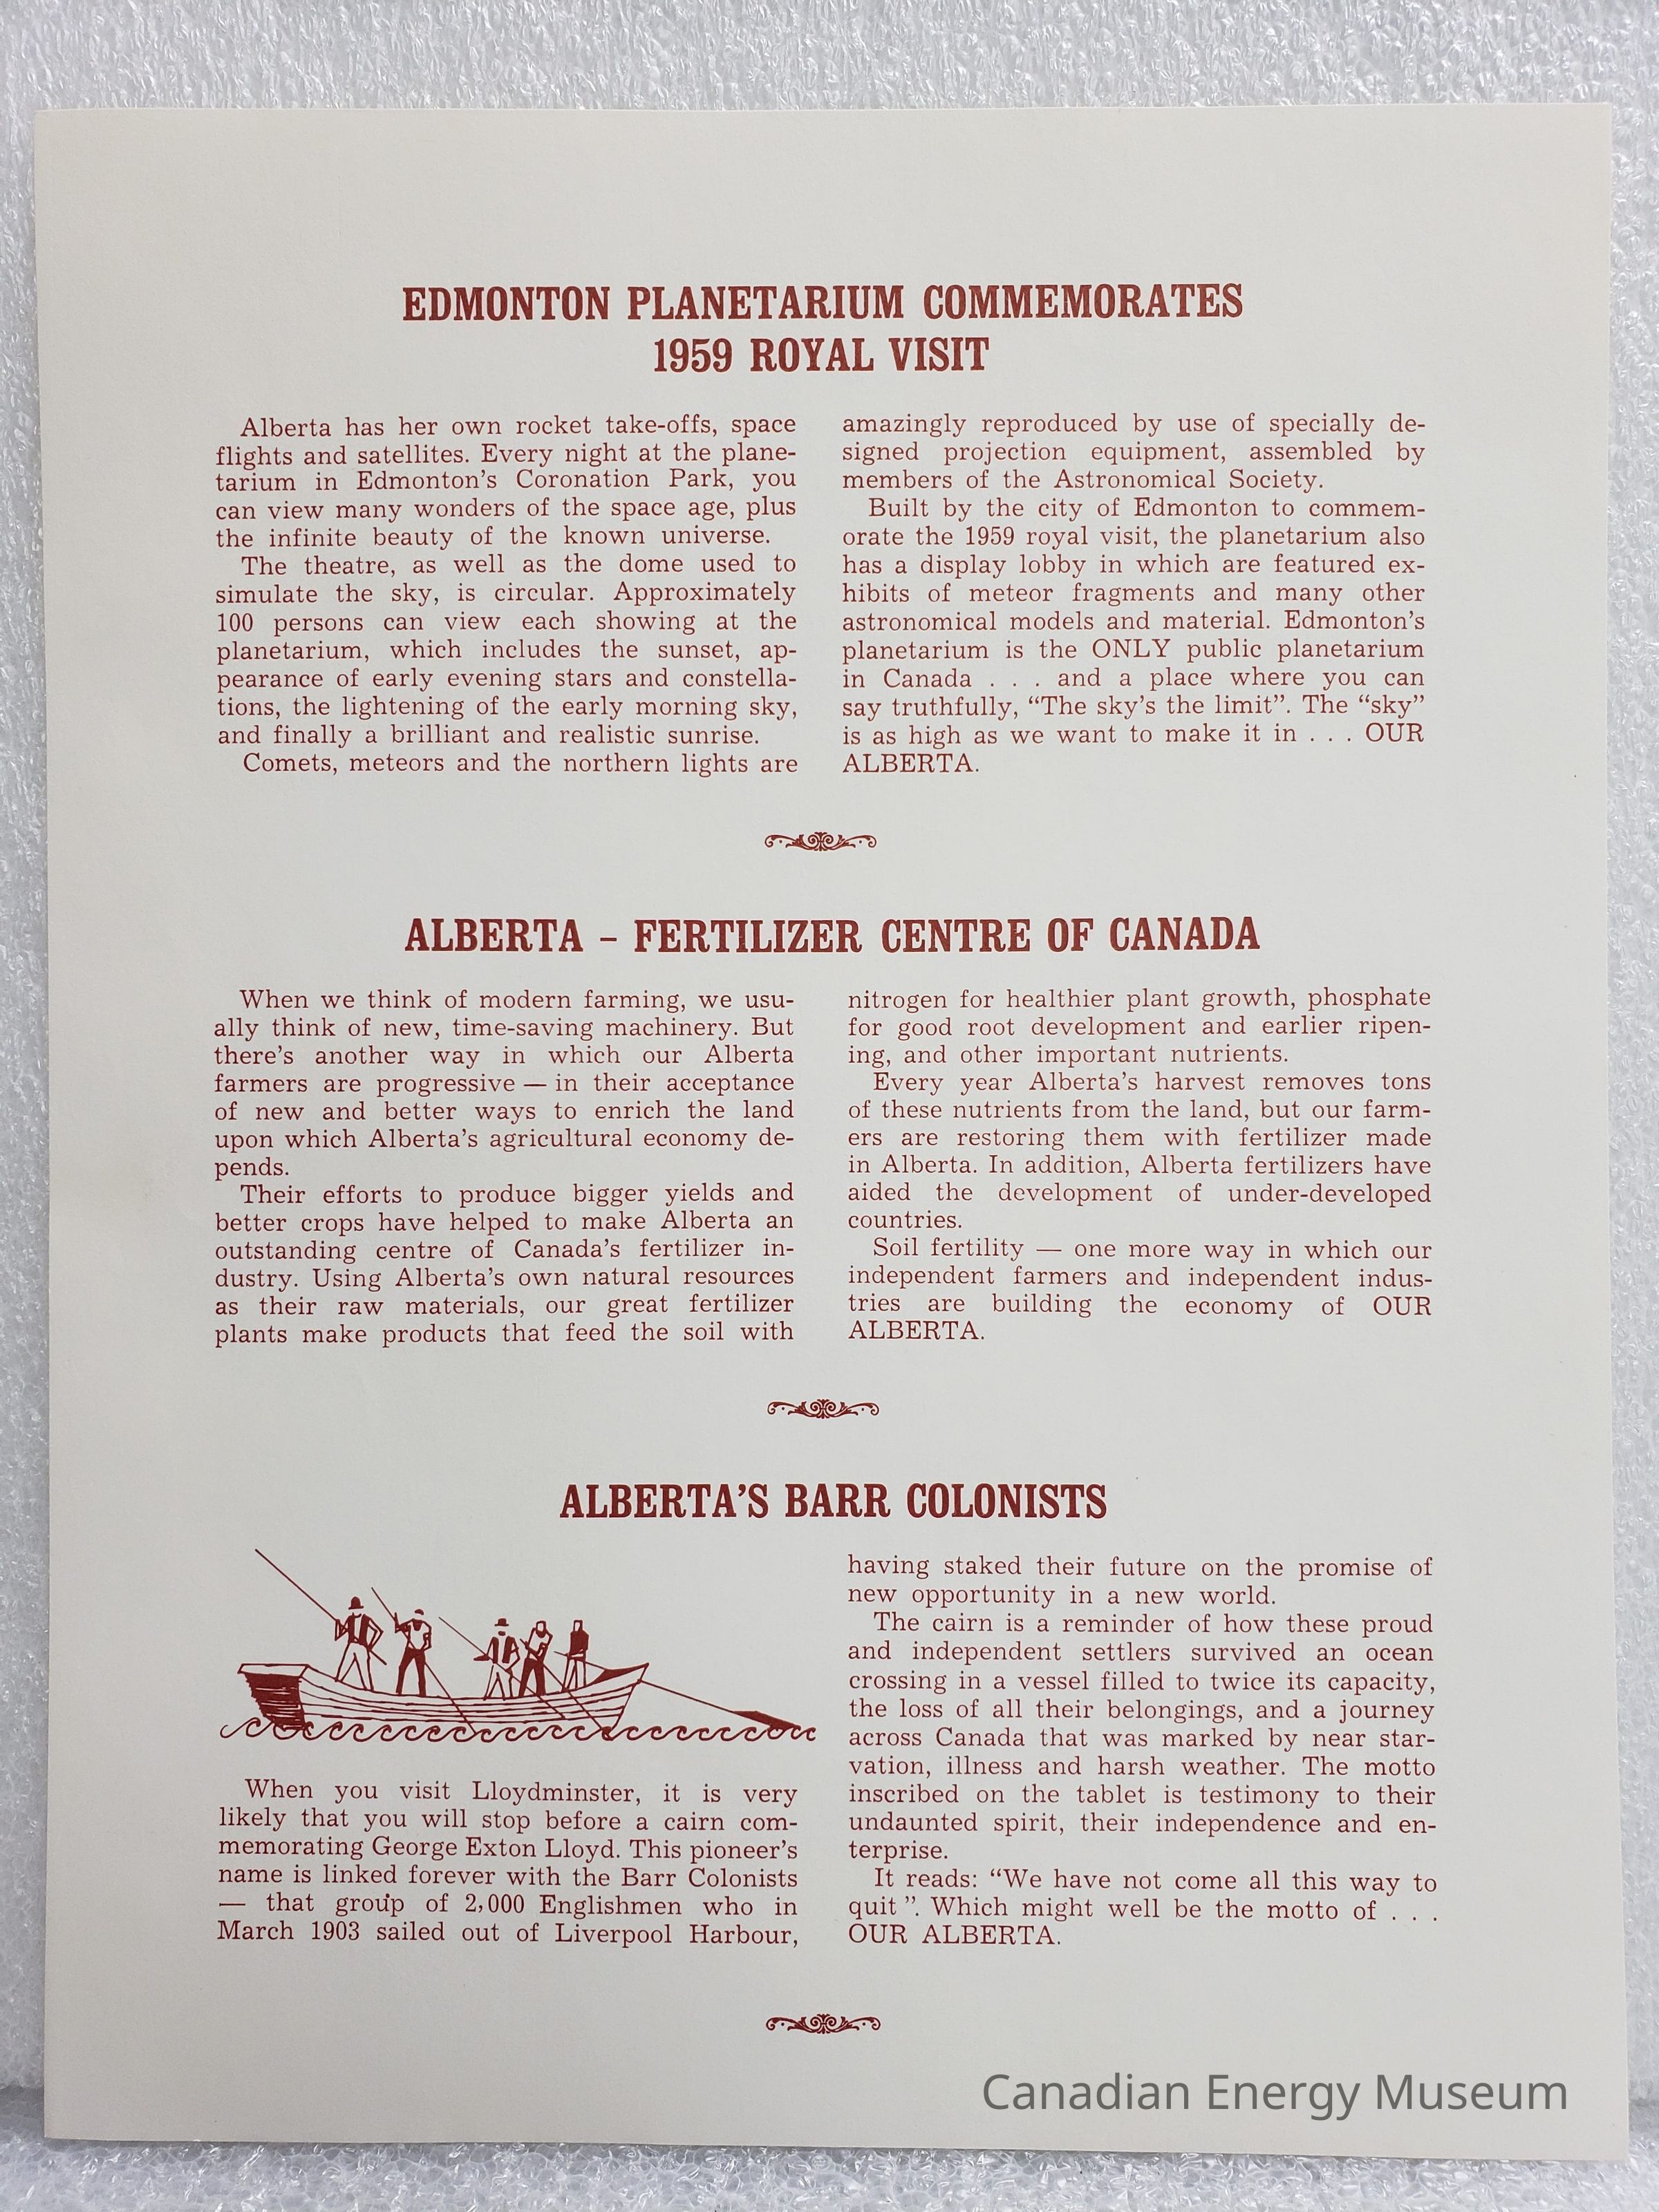 EDMONTON PLANETARIUM COMMEMORATES
1959 ROYAL VISIT
Alberta has her own rocket take-offs, space
flights and satellites. Every night at the plane-
tarium in Edmonton's Coronation Park, you
can view many wonders of the space age, plus
the infinite beauty of the known universe.
The theatre, as well as the dome used to
simulate the sky, is circular. Approximately
100 persons can view each showing at the
planetarium, which includes the sunset, ap-
pearance of early evening stars and constella-
tions, the lightening of the early morning sky,
and finally a brilliant and realistic sunrise.
Comets, meteors and the northern lights are
amazingly reproduced by use of specially de-
signed projection equipment, assembled by
members of the Astronomical Society.
Built by the city of Edmonton to commem-
orate the 1959 royal visit, the planetarium also
has a display lobby in which are featured ex-
hibits of meteor fragments and many other
astronomical models and material. Edmonton's
planetarium is the ONLY public planetarium
in Canada . . . and a place where you can
say truthfully, “The sky's the limit”. The “sky”
is as high as we want to make it in . . . OUR
ALBERTA.
ALBERTA – FERTILIZER CENTRE OF CANADA
When we think of modern farming, we usu-
ally think of new, time-saving machinery. But
there's another way in which our Alberta
farmers are progressive — in their acceptance
of new and better ways to enrich the land
upon which Alberta's agricultural economy de-
pends.
Their efforts to produce bigger yields and
better crops have helped to make Alberta an
outstanding centre of Canada's fertilizer in-
dustry. Using Alberta's own natural resources
as their raw materials, our great fertilizer
plants make products that feed the soil with
nitrogen for healthier plant growth, phosphate
for good root development and earlier ripen-
ing, and other important nutrients.
Every year Alberta's harvest removes tons
of these nutrients from the land, but our farm-
ers are restoring them with fertilizer made
in Alberta. In addition, Alberta fertilizers have
aided the development of under-developed
countries.
Soil fertility — one more way in which our
independent farmers and independent indus-
tries are building the economy of OUR
ALBERTA.
ALBERTA'S BARR COLONISTS
When you visit Lloydminster, it is very
likely that you will stop before a cairn com-
memorating George Exton Lloyd. This pioneer's
name is linked forever with the Barr Colonists
— that group of 2,000 Englishmen who in
March 1903 sailed out of Liverpool Harbour,
having staked their future on the promise of
new opportunity in a new world.
The cairn is a reminder of how these proud
and independent settlers survived an ocean
crossing in a vessel filled to twice its capacity,
the loss of all their belongings, and a journey
across Canada that was marked by near star-
vation, illness and harsh weather. The motto
inscribed on the tablet is testimony to their
undaunted spirit, their independence and en-
terprise.
It reads: “We have not come all this way to
quit ”. Which might well be the motto of . . .
OUR ALBERTA.
Canadian Energy Museum